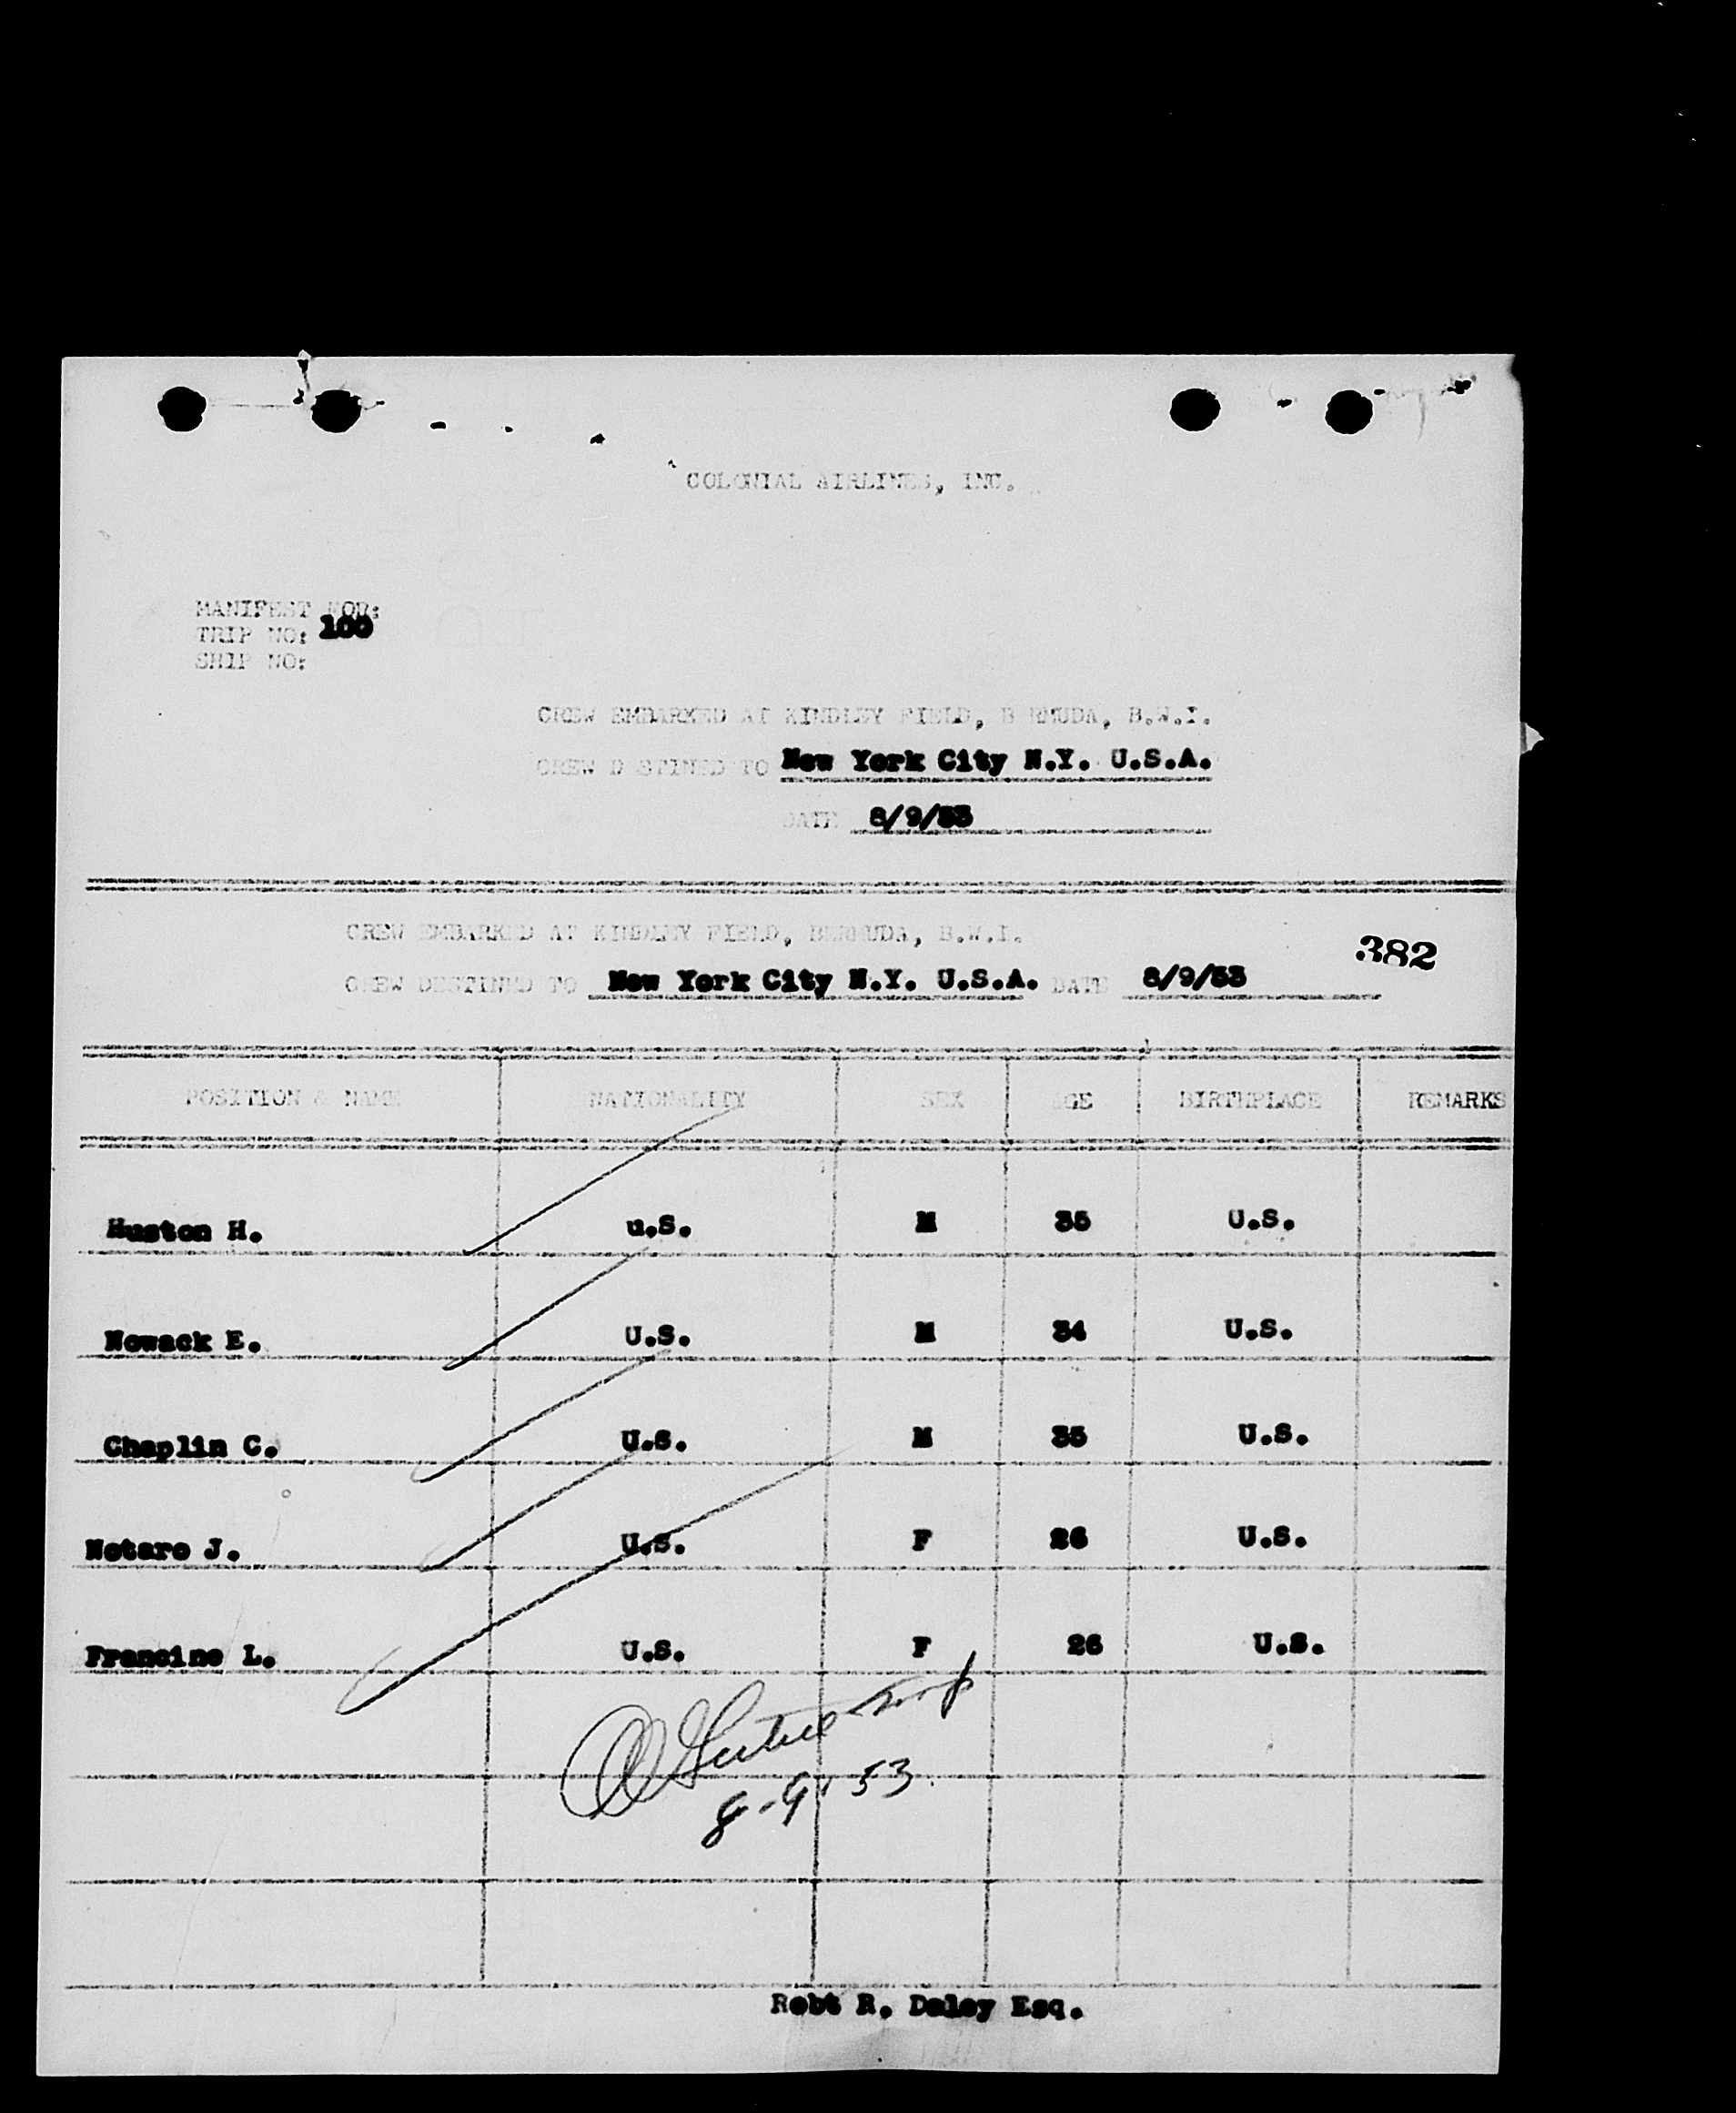 COLONIAL AIRLINES, INC.
MANIFEST FOR:
TRIP NO: 100
SHIP NO:
CREW EMBARKED AT KINDLEY FIELD, B RMUDA, B.W.I.
CREW D STINED TO New York City N.Y. U.S.A.
DATE 8/9/53
CREW EMBARKED AT KINDLEY FIELD, BERMUDA, B.W.I.
382
CREW DESTINED TO New York City N.Y. U.S.A. DATE 8/9/53
POSITION & NAME NATIONALITY SEX AGE BIRTHPLACE REMARKS
Huston H. u.S. M 35 U.S.
Nowack E. U.S. M 34 U.S.
Chaplin C. U.S. M 35 U.S.
Notaro J. U.S. F 26 U.S.
Francine L. U.S. F 26 U.S.
8-9-53
Robt R. Daley Esq.